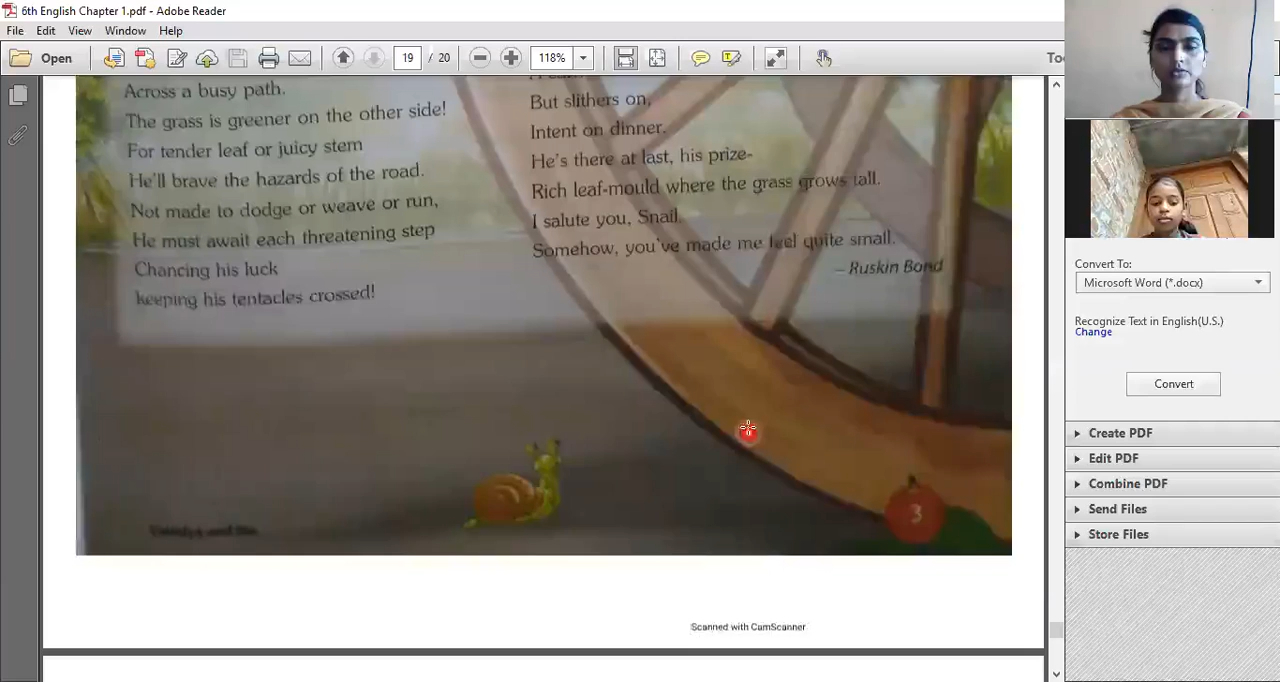 6th English Chapter 1.pdf - Adobe Reader
File Edit View Window Help
Open
19 / 20
118%
Across a busy path.
The grass is greener on the other side!
For tender leaf or juicy stem
He'll brave the hazards of the road.
Not made to dodge or weave or run,
He must await each threatening step
Chancing his luck
keeping his tentacles crossed!
But slithers on,
Intent on dinner.
He's there at last, his prize-
Rich leaf-mould where the grass grows tall.
I salute you, Snail.
Somehow, you've made me feel quite small.
– Ruskin Bond
3
Scanned with CamScanner
Convert To:
Microsoft Word (*.docx)
Recognize Text in English(U.S.)
Change
Convert
Create PDF
Edit PDF
Combine PDF
Send Files
Store Files